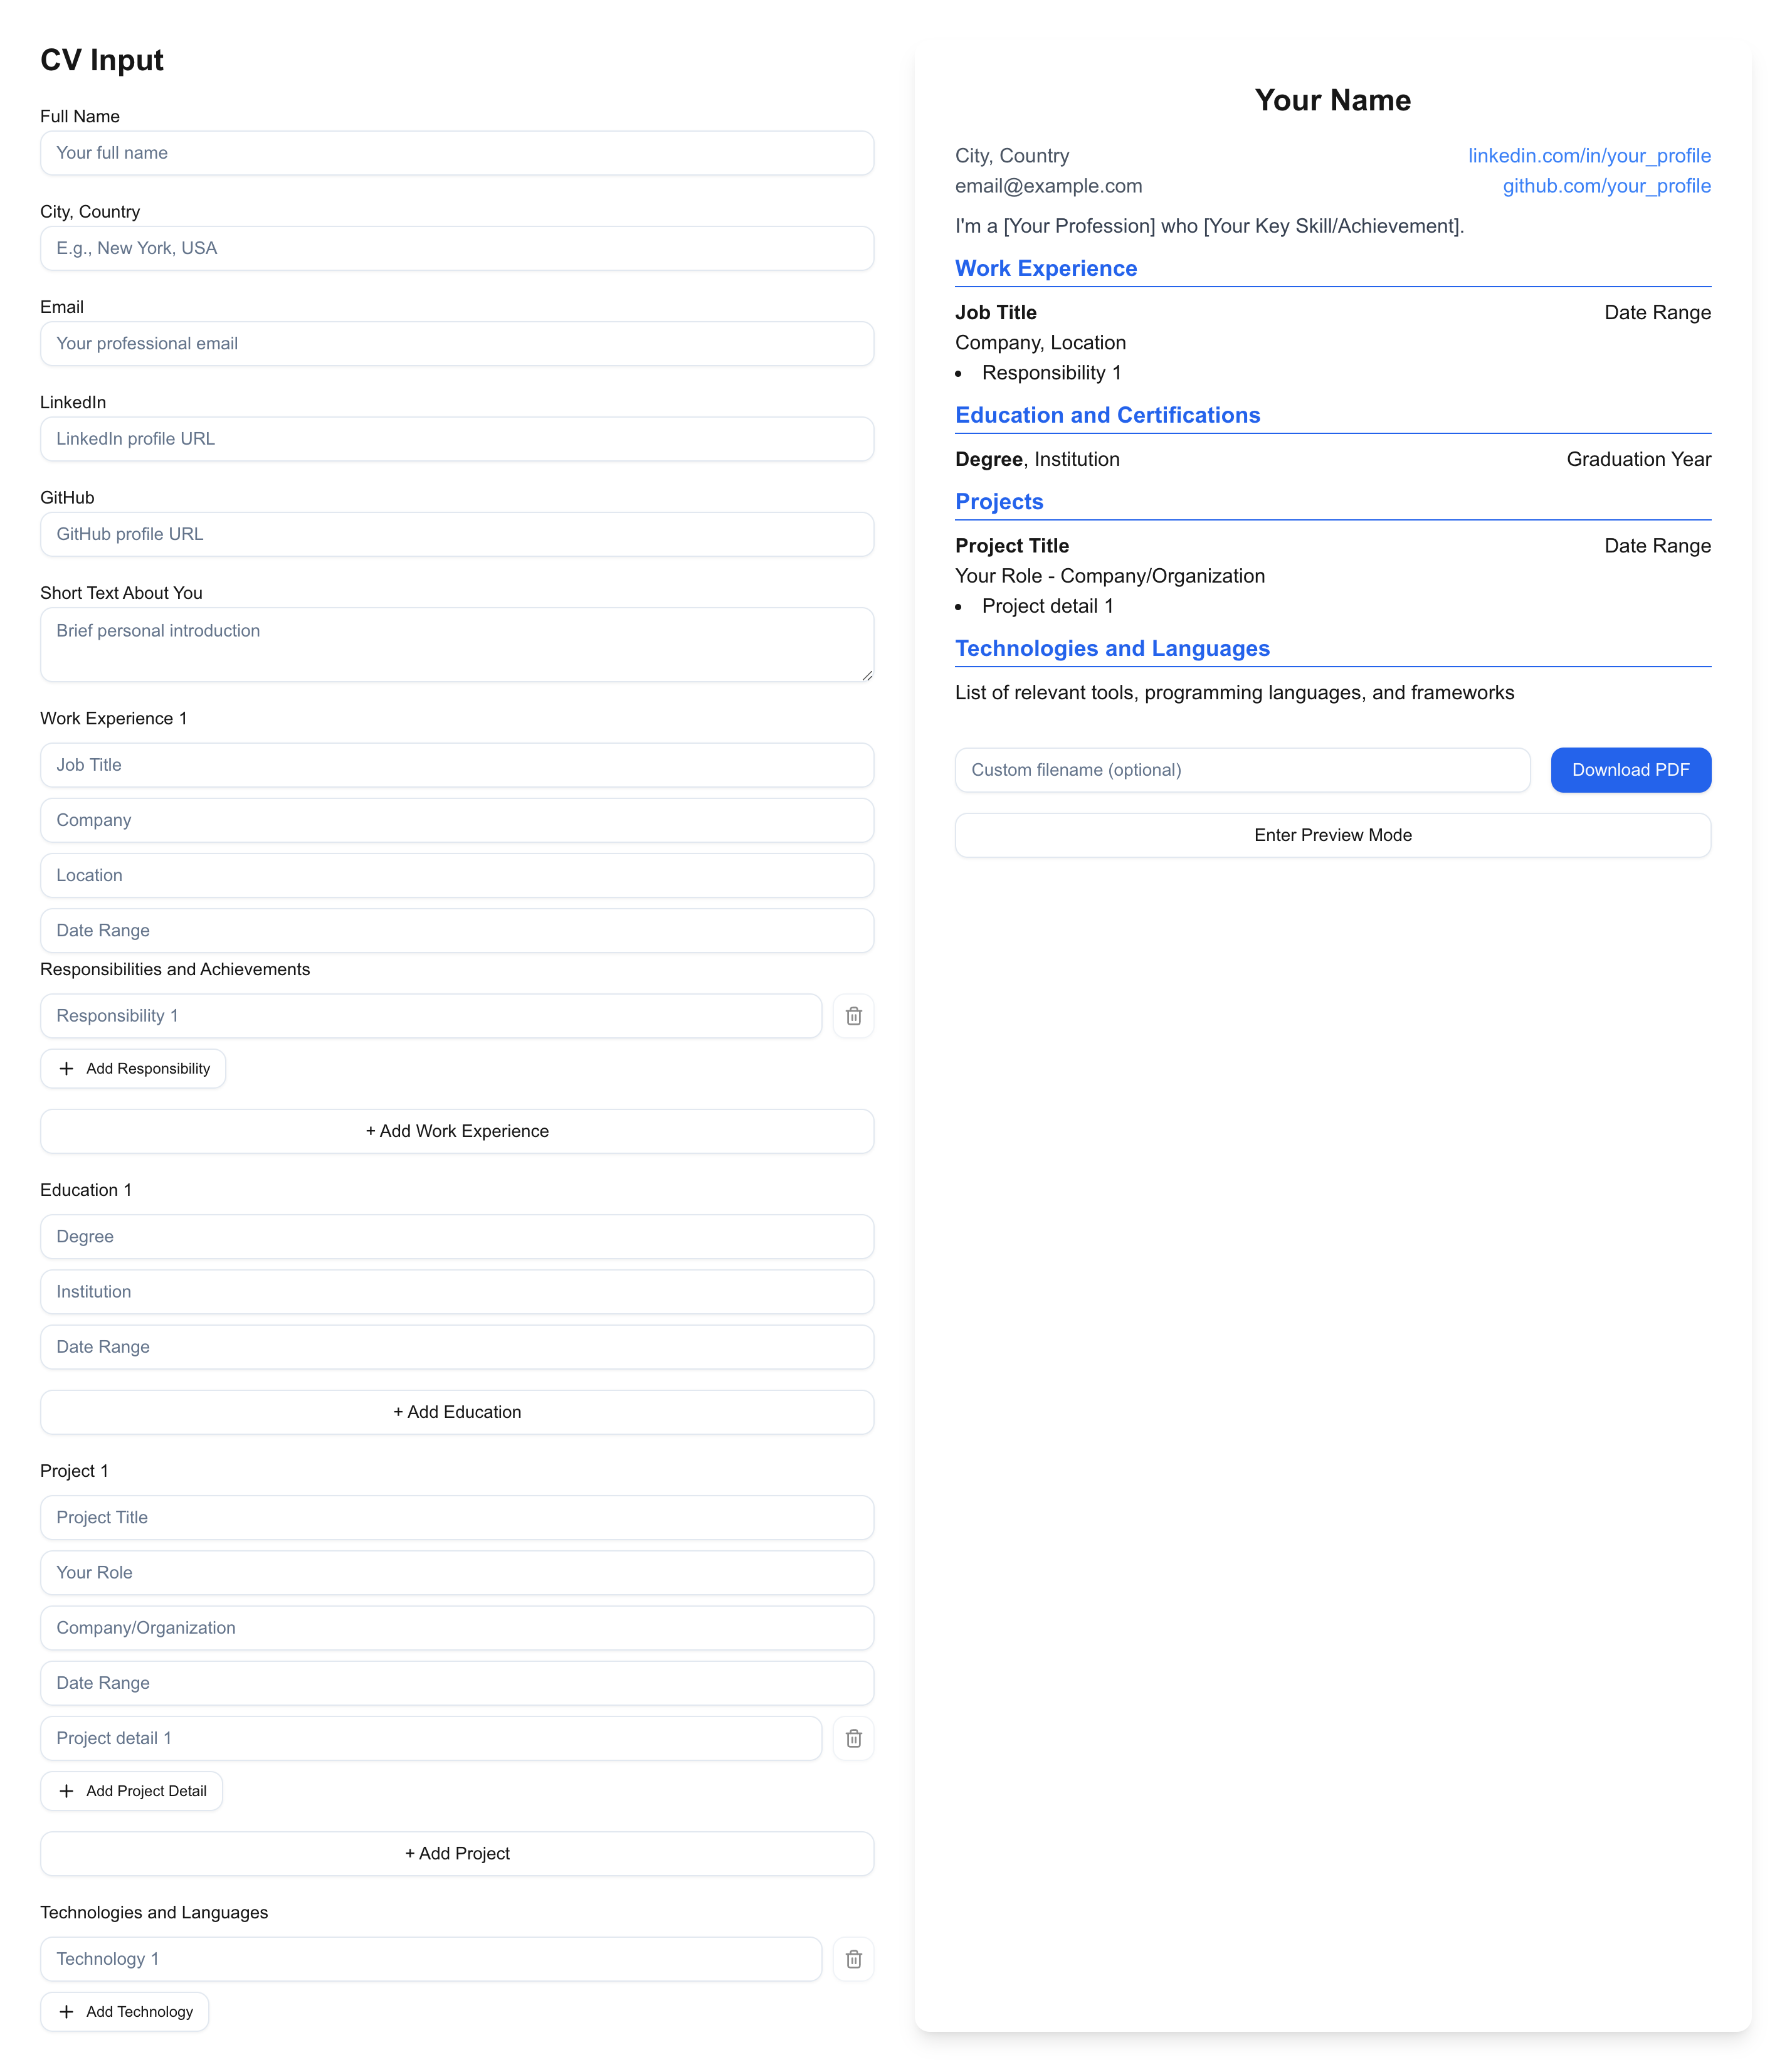 CV Input
Full Name
Your full name
City, Country
E.g., New York, USA
Email
Your professional email
LinkedIn
LinkedIn profile URL
GitHub
GitHub profile URL
Short Text About You
Brief personal introduction
Work Experience 1
Job Title
Company
Location
Date Range
Responsibilities and Achievements
Responsibility 1
Add Responsibility
+ Add Work Experience
Education 1
Degree
Institution
Date Range
+ Add Education
Project 1
Project Title
Your Role
Company/Organization
Date Range
Project detail 1
Add Project Detail
+ Add Project
Technologies and Languages
Technology 1
Add Technology
Your Name
City, Country linkedin.com/in/your_profile
email@example.com github.com/your_profile
I'm a [Your Profession] who [Your Key Skill/Achievement].
Work Experience
Job Title Date Range
Company, Location
• Responsibility 1
Education and Certifications
Degree, Institution Graduation Year
Projects
Project Title Date Range
Your Role - Company/Organization
• Project detail 1
Technologies and Languages
List of relevant tools, programming languages, and frameworks
Custom filename (optional) Download PDF
Enter Preview Mode